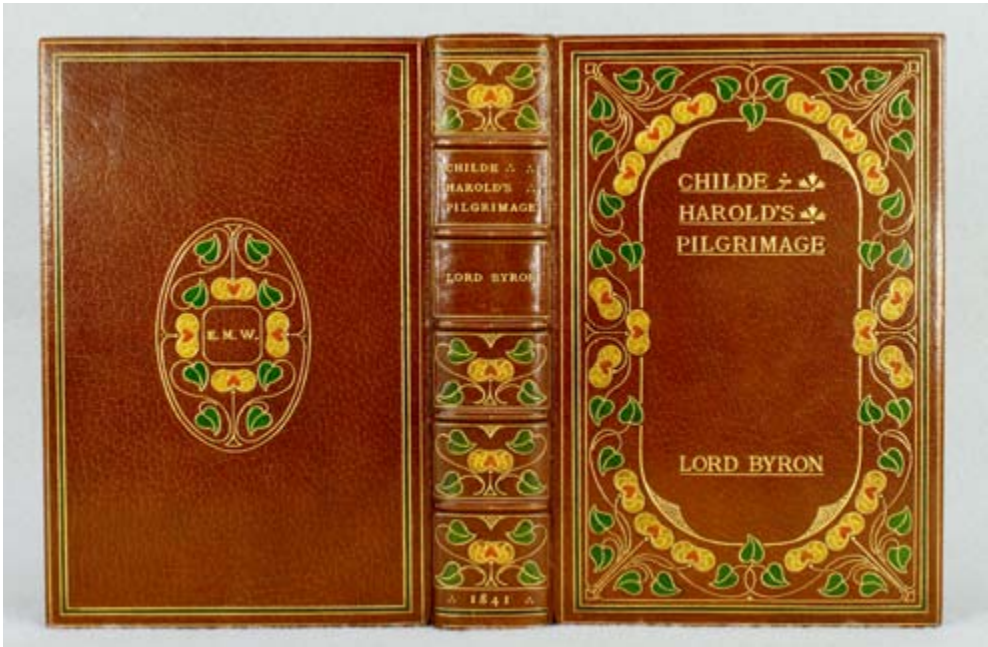 E. M. W.
CHILDE
HAROLD'S
PILGRIMAGE
LORD BYRON
1841
CHILDE
HAROLD'S
PILGRIMAGE
LORD BYRON